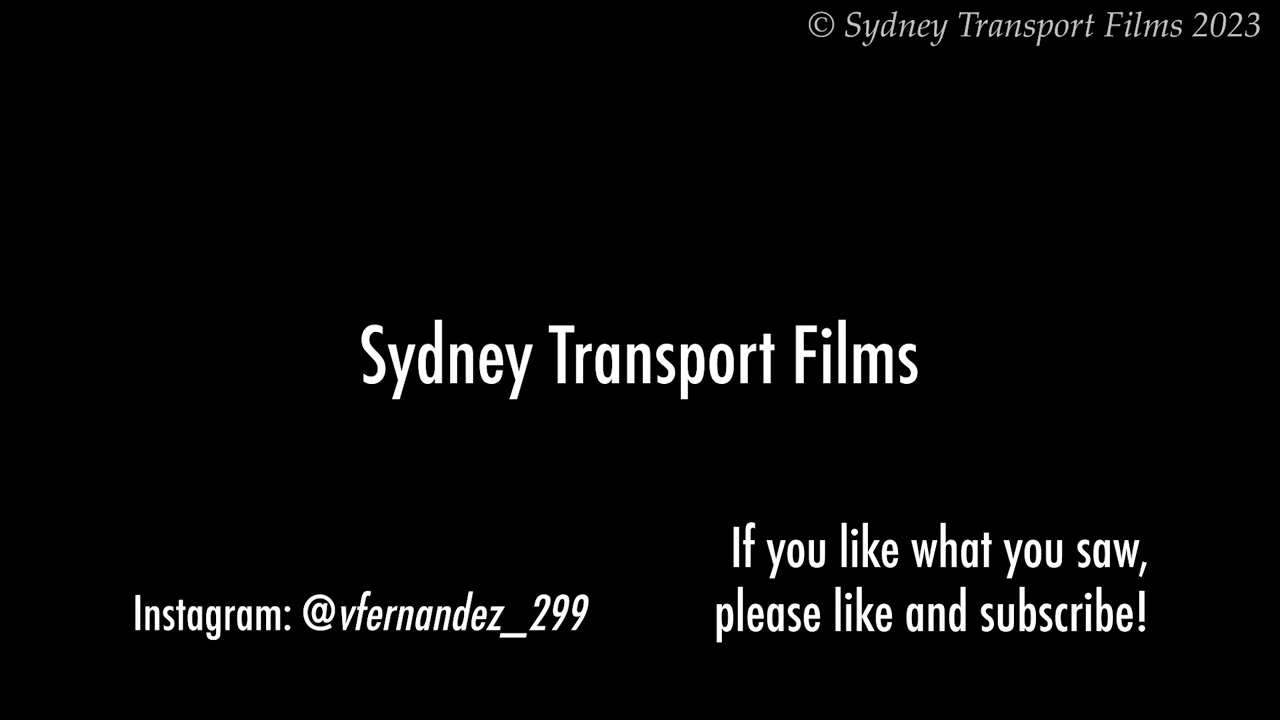 © Sydney Transport Films 2023
Sydney Transport Films
If you like what you saw,
please like and subscribe!
Instagram: @vfernandez_299